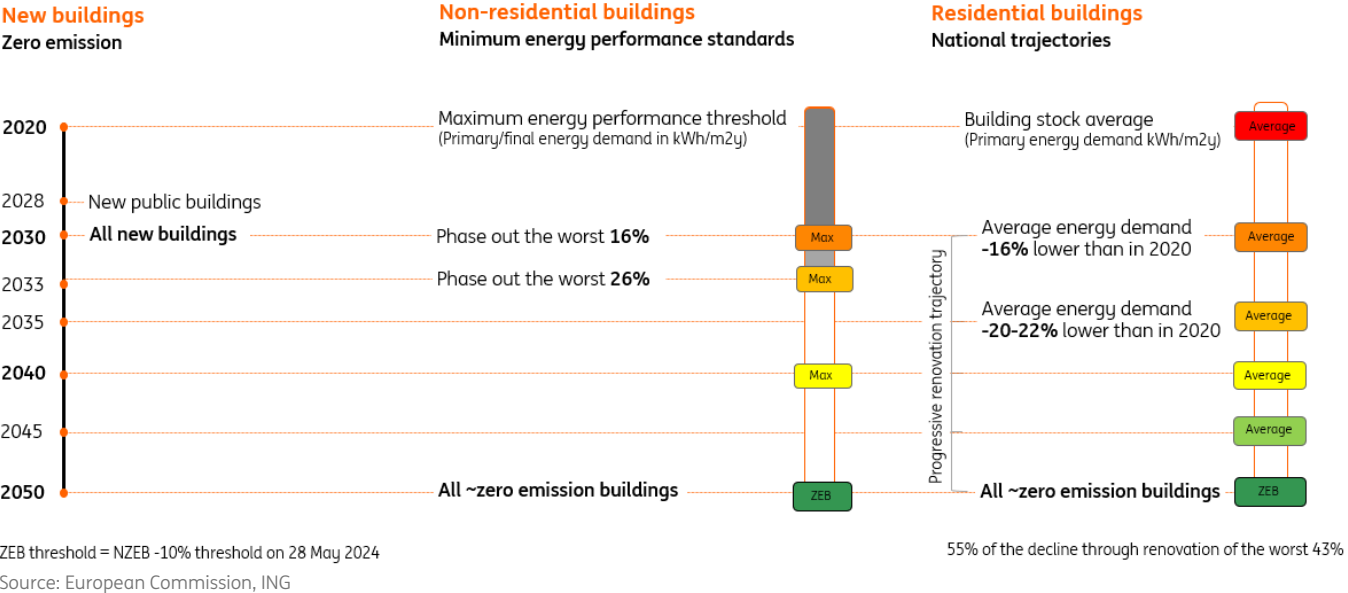 New buildings
Zero emission
Non-residential buildings
Minimum energy performance standards
Residential buildings
National trajectories
2020
Maximum energy performance threshold
(Primary/final energy demand in kWh/m2y)
Building stock average
(Primary energy demand kWh/m2y)
Average
2028
New public buildings
2030
All new buildings
Phase out the worst 16%
Max
Average energy demand
-16% lower than in 2020
Average
2033
Phase out the worst 26%
Max
2035
Average energy demand
-20-22% lower than in 2020
Average
Progressive renovation trajectory
2040
Max
Average
2045
Average
2050
All ~zero emission buildings
ZEB
All ~zero emission buildings
ZEB
ZEB threshold = NZEB -10% threshold on 28 May 2024
55% of the decline through renovation of the worst 43%
Source: European Commission, ING